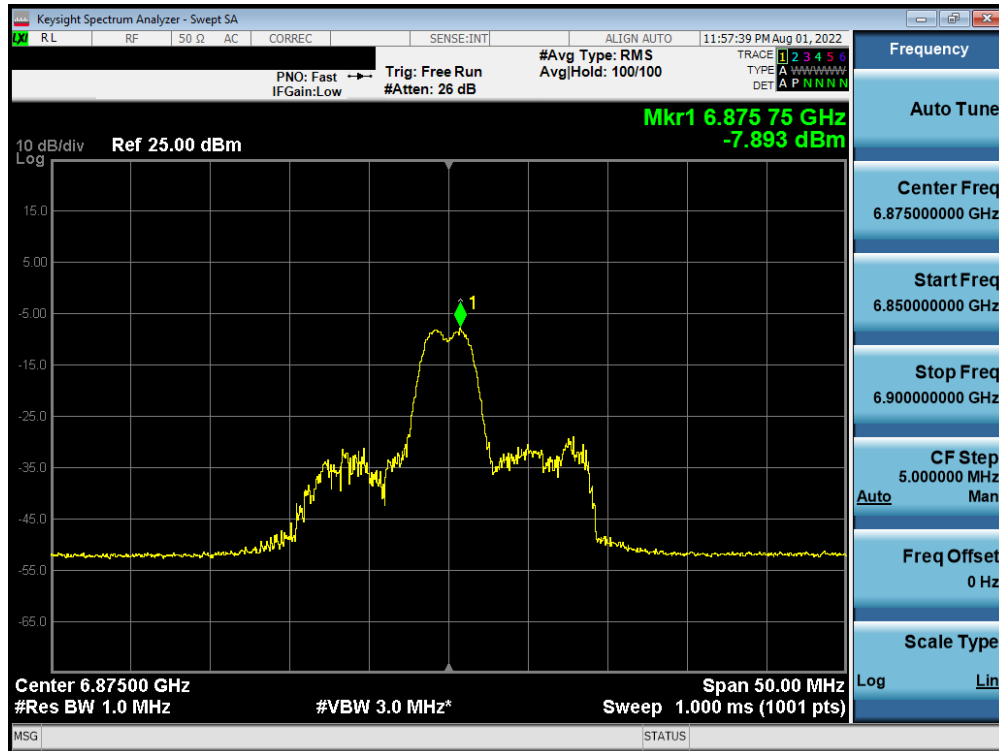 Keysight Spectrum Analyzer - Swept SA
LXI RL RF 50 Ω AC CORREC SENSE:INT ALIGN AUTO 11:57:39 PM Aug 01, 2022
Frequency
PNO: Fast Trig: Free Run #Avg Type: RMS TRACE 1 2 3 4 5 6
IFGain:Low #Atten: 26 dB Avg|Hold: 100/100 TYPE A WWWWW
DET A P N N N N
Auto Tune
Mkr1 6.875 75 GHz
-7.893 dBm
10 dB/div Ref 25.00 dBm
Log
15.0
5.00
-5.00
-15.0
-25.0
-35.0
-45.0
-55.0
-65.0
1
Center Freq
6.875000000 GHz
Start Freq
6.850000000 GHz
Stop Freq
6.900000000 GHz
CF Step
5.000000 MHz
Auto Man
Freq Offset
0 Hz
Scale Type
Log Lin
Center 6.87500 GHz Span 50.00 MHz
#Res BW 1.0 MHz #VBW 3.0 MHz* Sweep 1.000 ms (1001 pts)
MSG STATUS